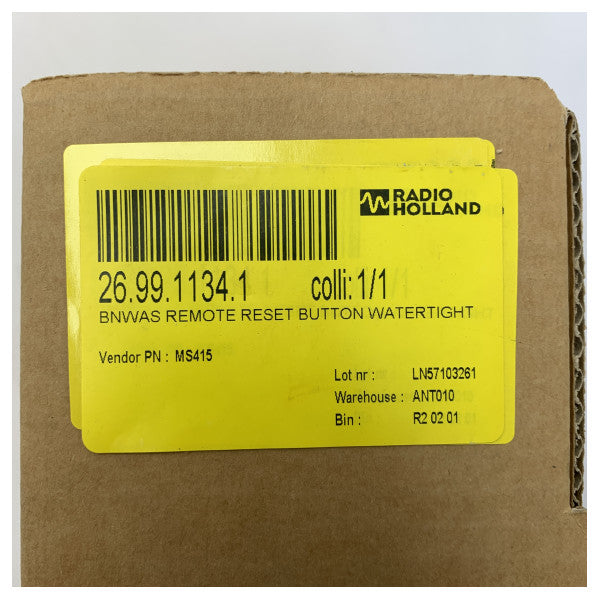 RADIO
HOLLAND
26.99.1134.1 colli: 1/1
BNWAS REMOTE RESET BUTTON WATERTIGHT
Vendor PN : MS415
Lot nr : LN57103261
Warehouse : ANT010
Bin : R2 02 01